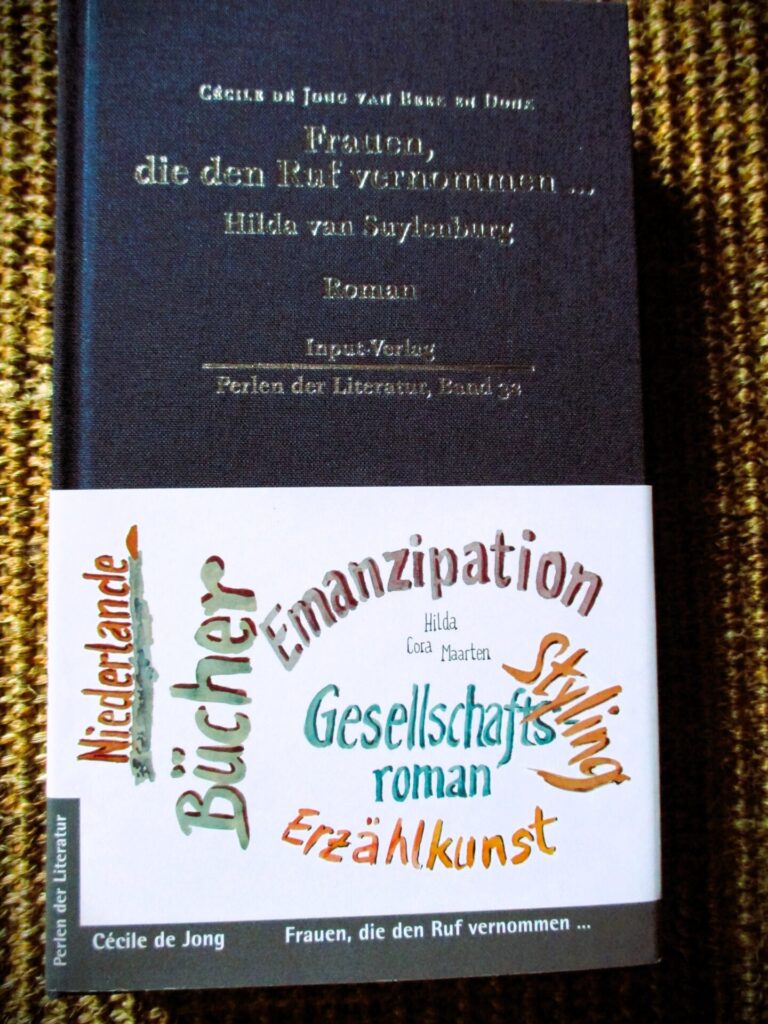 Cécile de Jong van Beek en Donk
Frauen,
die den Ruf vernommen ...
Hilda van Suylenburg
Roman
Input-Verlag
Perlen der Literatur, Band 32
Niederlande
Bücher
Emanzipation
Hilda
Cora Maarten
Styling
Gesellschafts-
roman
Erzählkunst
Perlen der Literatur
Cécile de Jong Frauen, die den Ruf vernommen ...